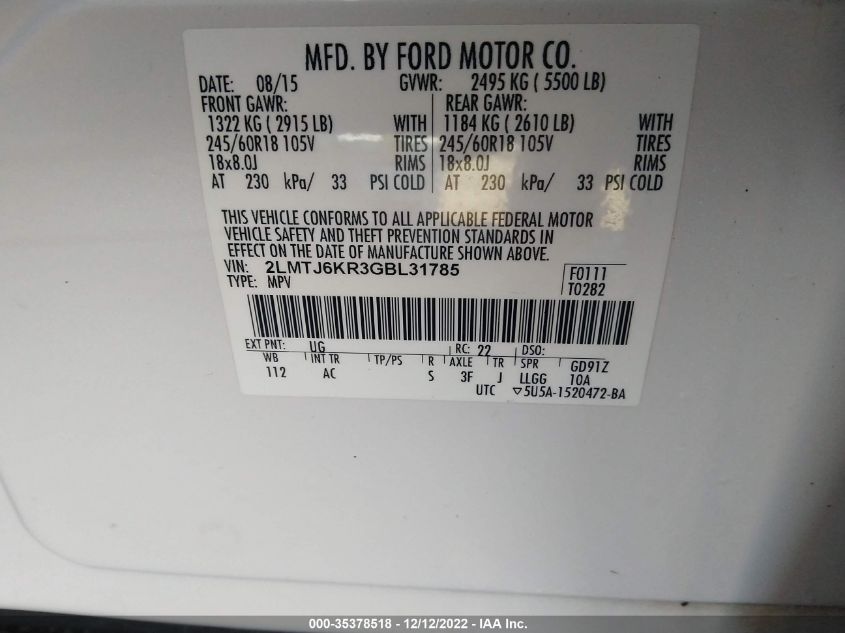 MFD. BY FORD MOTOR CO.
DATE: 08/15 GVWR: 2495 KG ( 5500 LB)
FRONT GAWR: REAR GAWR:
1322 KG ( 2915 LB) WITH 1184 KG ( 2610 LB) WITH
245/60R18 105V TIRES 245/60R18 105V TIRES
18x8.0J RIMS 18x8.0J RIMS
AT 230 kPa/ 33 PSI COLD AT 230 kPa/ 33 PSI COLD
THIS VEHICLE CONFORMS TO ALL APPLICABLE FEDERAL MOTOR
VEHICLE SAFETY AND THEFT PREVENTION STANDARDS IN
EFFECT ON THE DATE OF MANUFACTURE SHOWN ABOVE.
VIN: 2LMTJ6KR3GBL31785 F0111
TYPE: MPV T0282
EXT PNT: UG RC: 22 DSO:
WB INT TR TP/PS R AXLE TR SPR GD91Z
112 AC S 3F J LLGG 10A
UTC ▽5U5A-1520472-BA
000-35378518 - 12/12/2022 - IAA Inc.